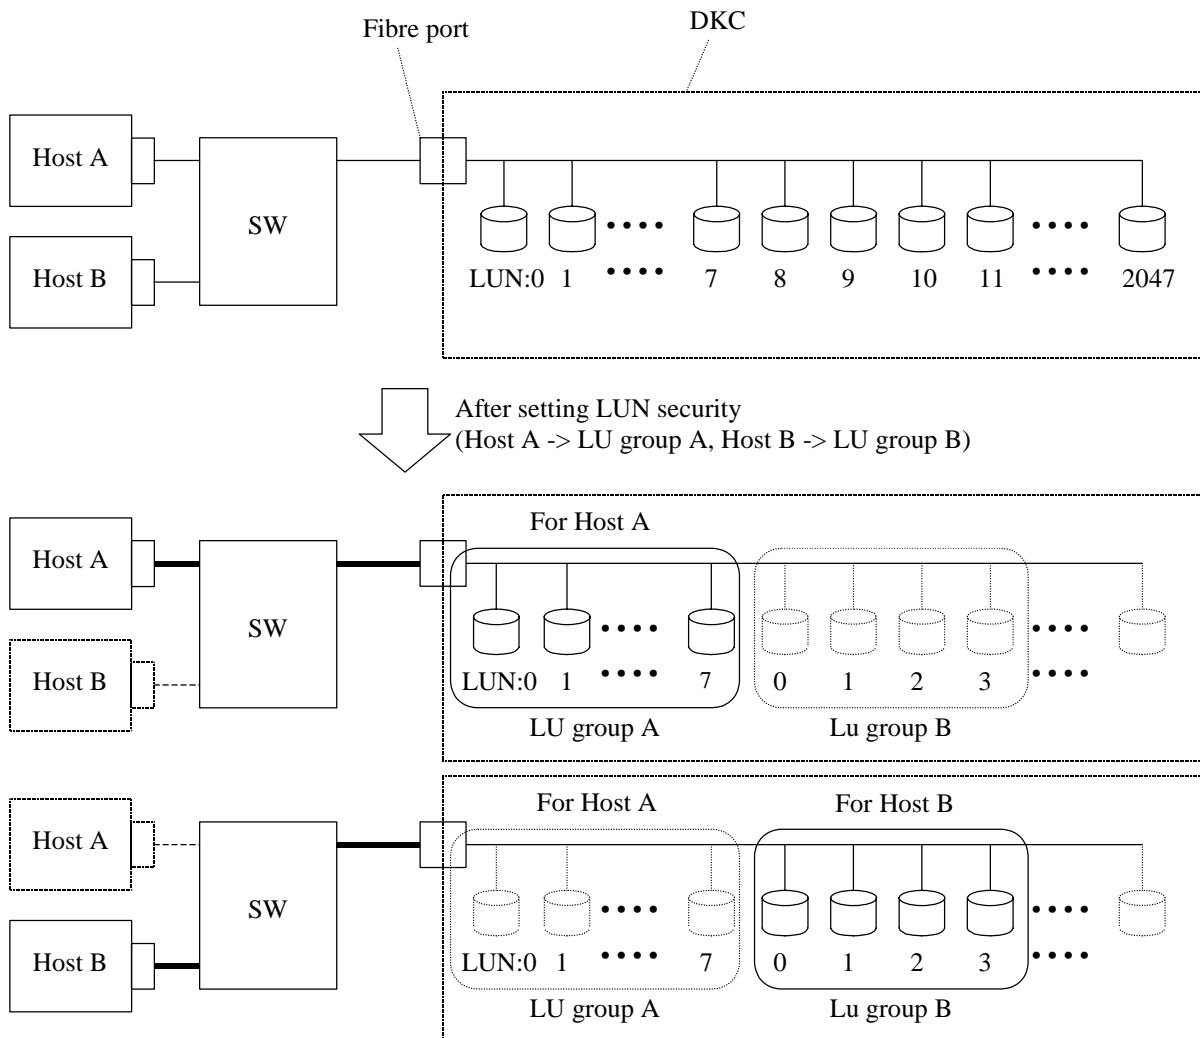 Fibre port
DKC
Host A
SW
Host B
LUN:0 1 •••• 7 8 9 10 11 •••• 2047
After setting LUN security
(Host A -> LU group A, Host B -> LU group B)
For Host A
Host A
SW
Host B
LUN:0 1 •••• 7 0 1 2 3 ••••
LU group A
Lu group B
For Host A
For Host B
Host A
SW
Host B
LUN:0 1 •••• 7 0 1 2 3 ••••
LU group A
Lu group B